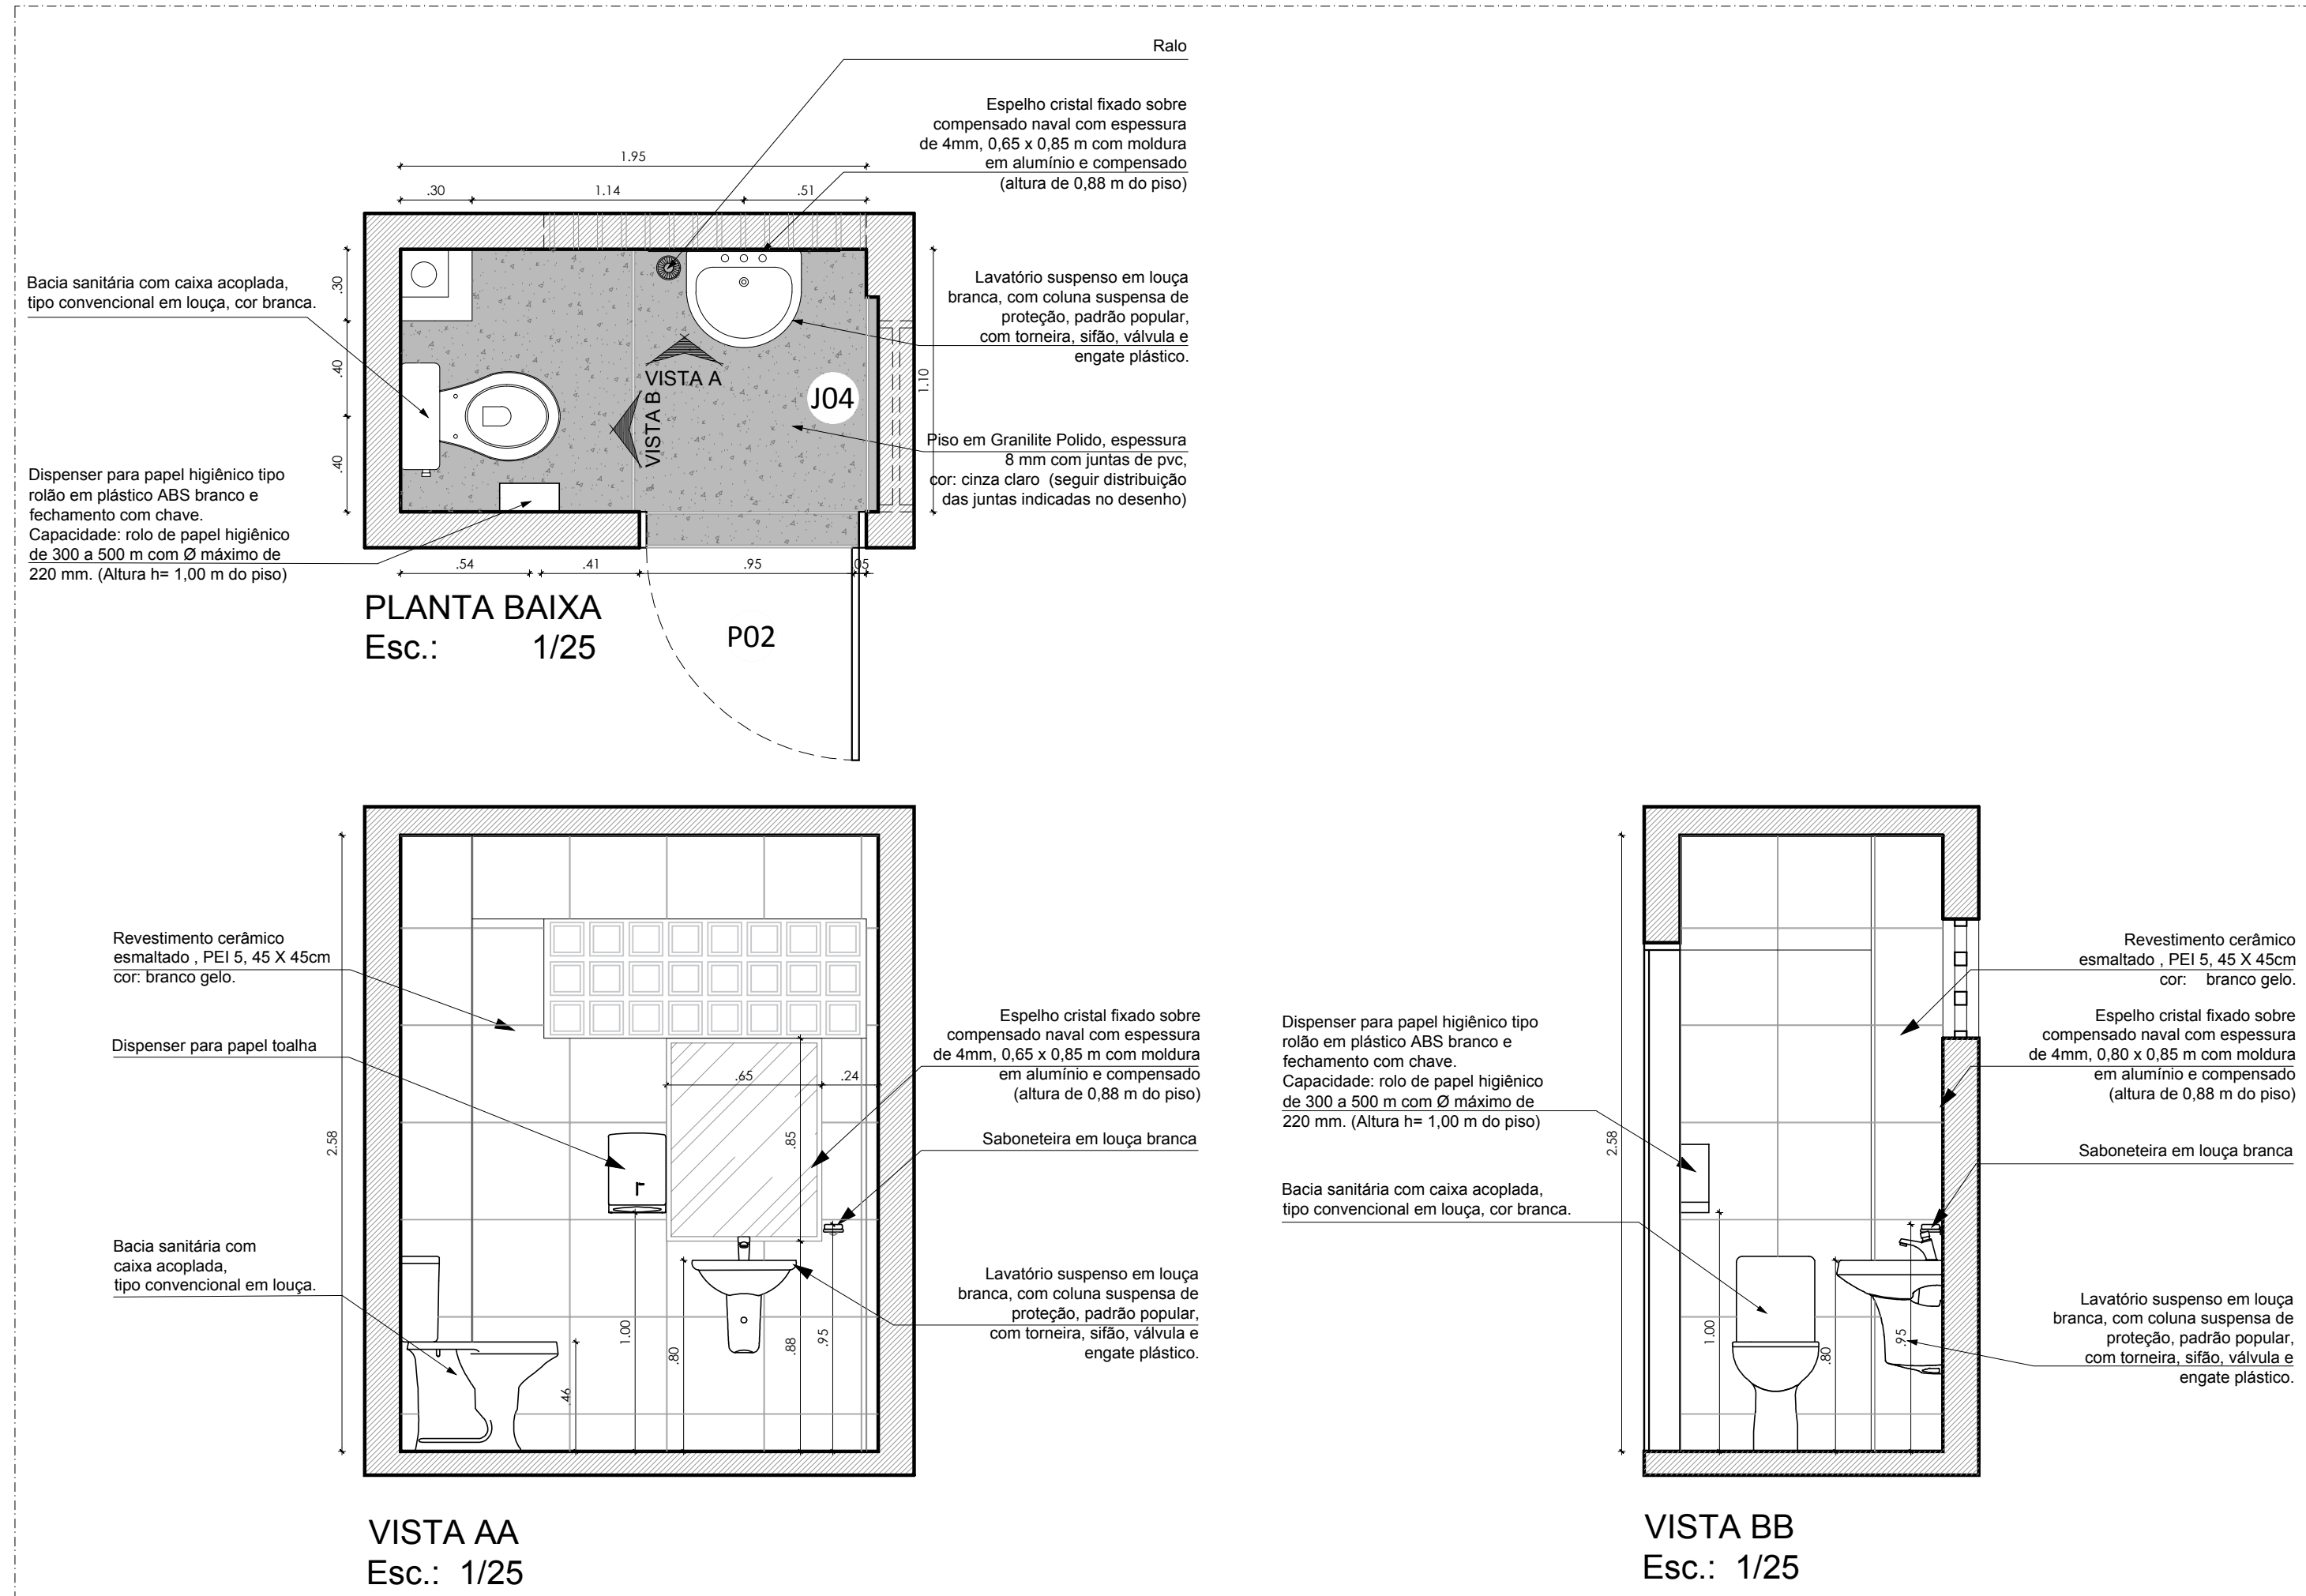 Ralo
Espelho cristal fixado sobre
compensado naval com espessura
de 4mm, 0,65 x 0,85 m com moldura
em alumínio e compensado
(altura de 0,88 m do piso)
1.95
.30
1.14
.51
Bacia sanitária com caixa acoplada,
tipo convencional em louça, cor branca.
.30
.40
.40
Lavatório suspenso em louça
branca, com coluna suspensa de
proteção, padrão popular,
com torneira, sifão, válvula e
engate plástico.
VISTA A
VISTA B
J04
1.10
Piso em Granilite Polido, espessura
8 mm com juntas de pvc,
cor: cinza claro (seguir distribuição
das juntas indicadas no desenho)
Dispenser para papel higiênico tipo
rolão em plástico ABS branco e
fechamento com chave.
Capacidade: rolo de papel higiênico
de 300 a 500 m com Ø máximo de
220 mm. (Altura h= 1,00 m do piso)
.54
.41
.95
.05
PLANTA BAIXA
Esc.: 1/25
P02
Revestimento cerâmico
esmaltado , PEI 5, 45 X 45cm
cor: branco gelo.
Dispenser para papel toalha
2.58
Bacia sanitária com
caixa acoplada,
tipo convencional em louça.
.65
.24
.85
.46
1.00
.80
.88
.95
Espelho cristal fixado sobre
compensado naval com espessura
de 4mm, 0,65 x 0,85 m com moldura
em alumínio e compensado
(altura de 0,88 m do piso)
Saboneteira em louça branca
Lavatório suspenso em louça
branca, com coluna suspensa de
proteção, padrão popular,
com torneira, sifão, válvula e
engate plástico.
VISTA AA
Esc.: 1/25
Dispenser para papel higiênico tipo
rolão em plástico ABS branco e
fechamento com chave.
Capacidade: rolo de papel higiênico
de 300 a 500 m com Ø máximo de
220 mm. (Altura h= 1,00 m do piso)
Bacia sanitária com caixa acoplada,
tipo convencional em louça, cor branca.
2.58
1.00
.80
.95
Revestimento cerâmico
esmaltado , PEI 5, 45 X 45cm
cor: branco gelo.
Espelho cristal fixado sobre
compensado naval com espessura
de 4mm, 0,80 x 0,85 m com moldura
em alumínio e compensado
(altura de 0,88 m do piso)
Saboneteira em louça branca
Lavatório suspenso em louça
branca, com coluna suspensa de
proteção, padrão popular,
com torneira, sifão, válvula e
engate plástico.
VISTA BB
Esc.: 1/25